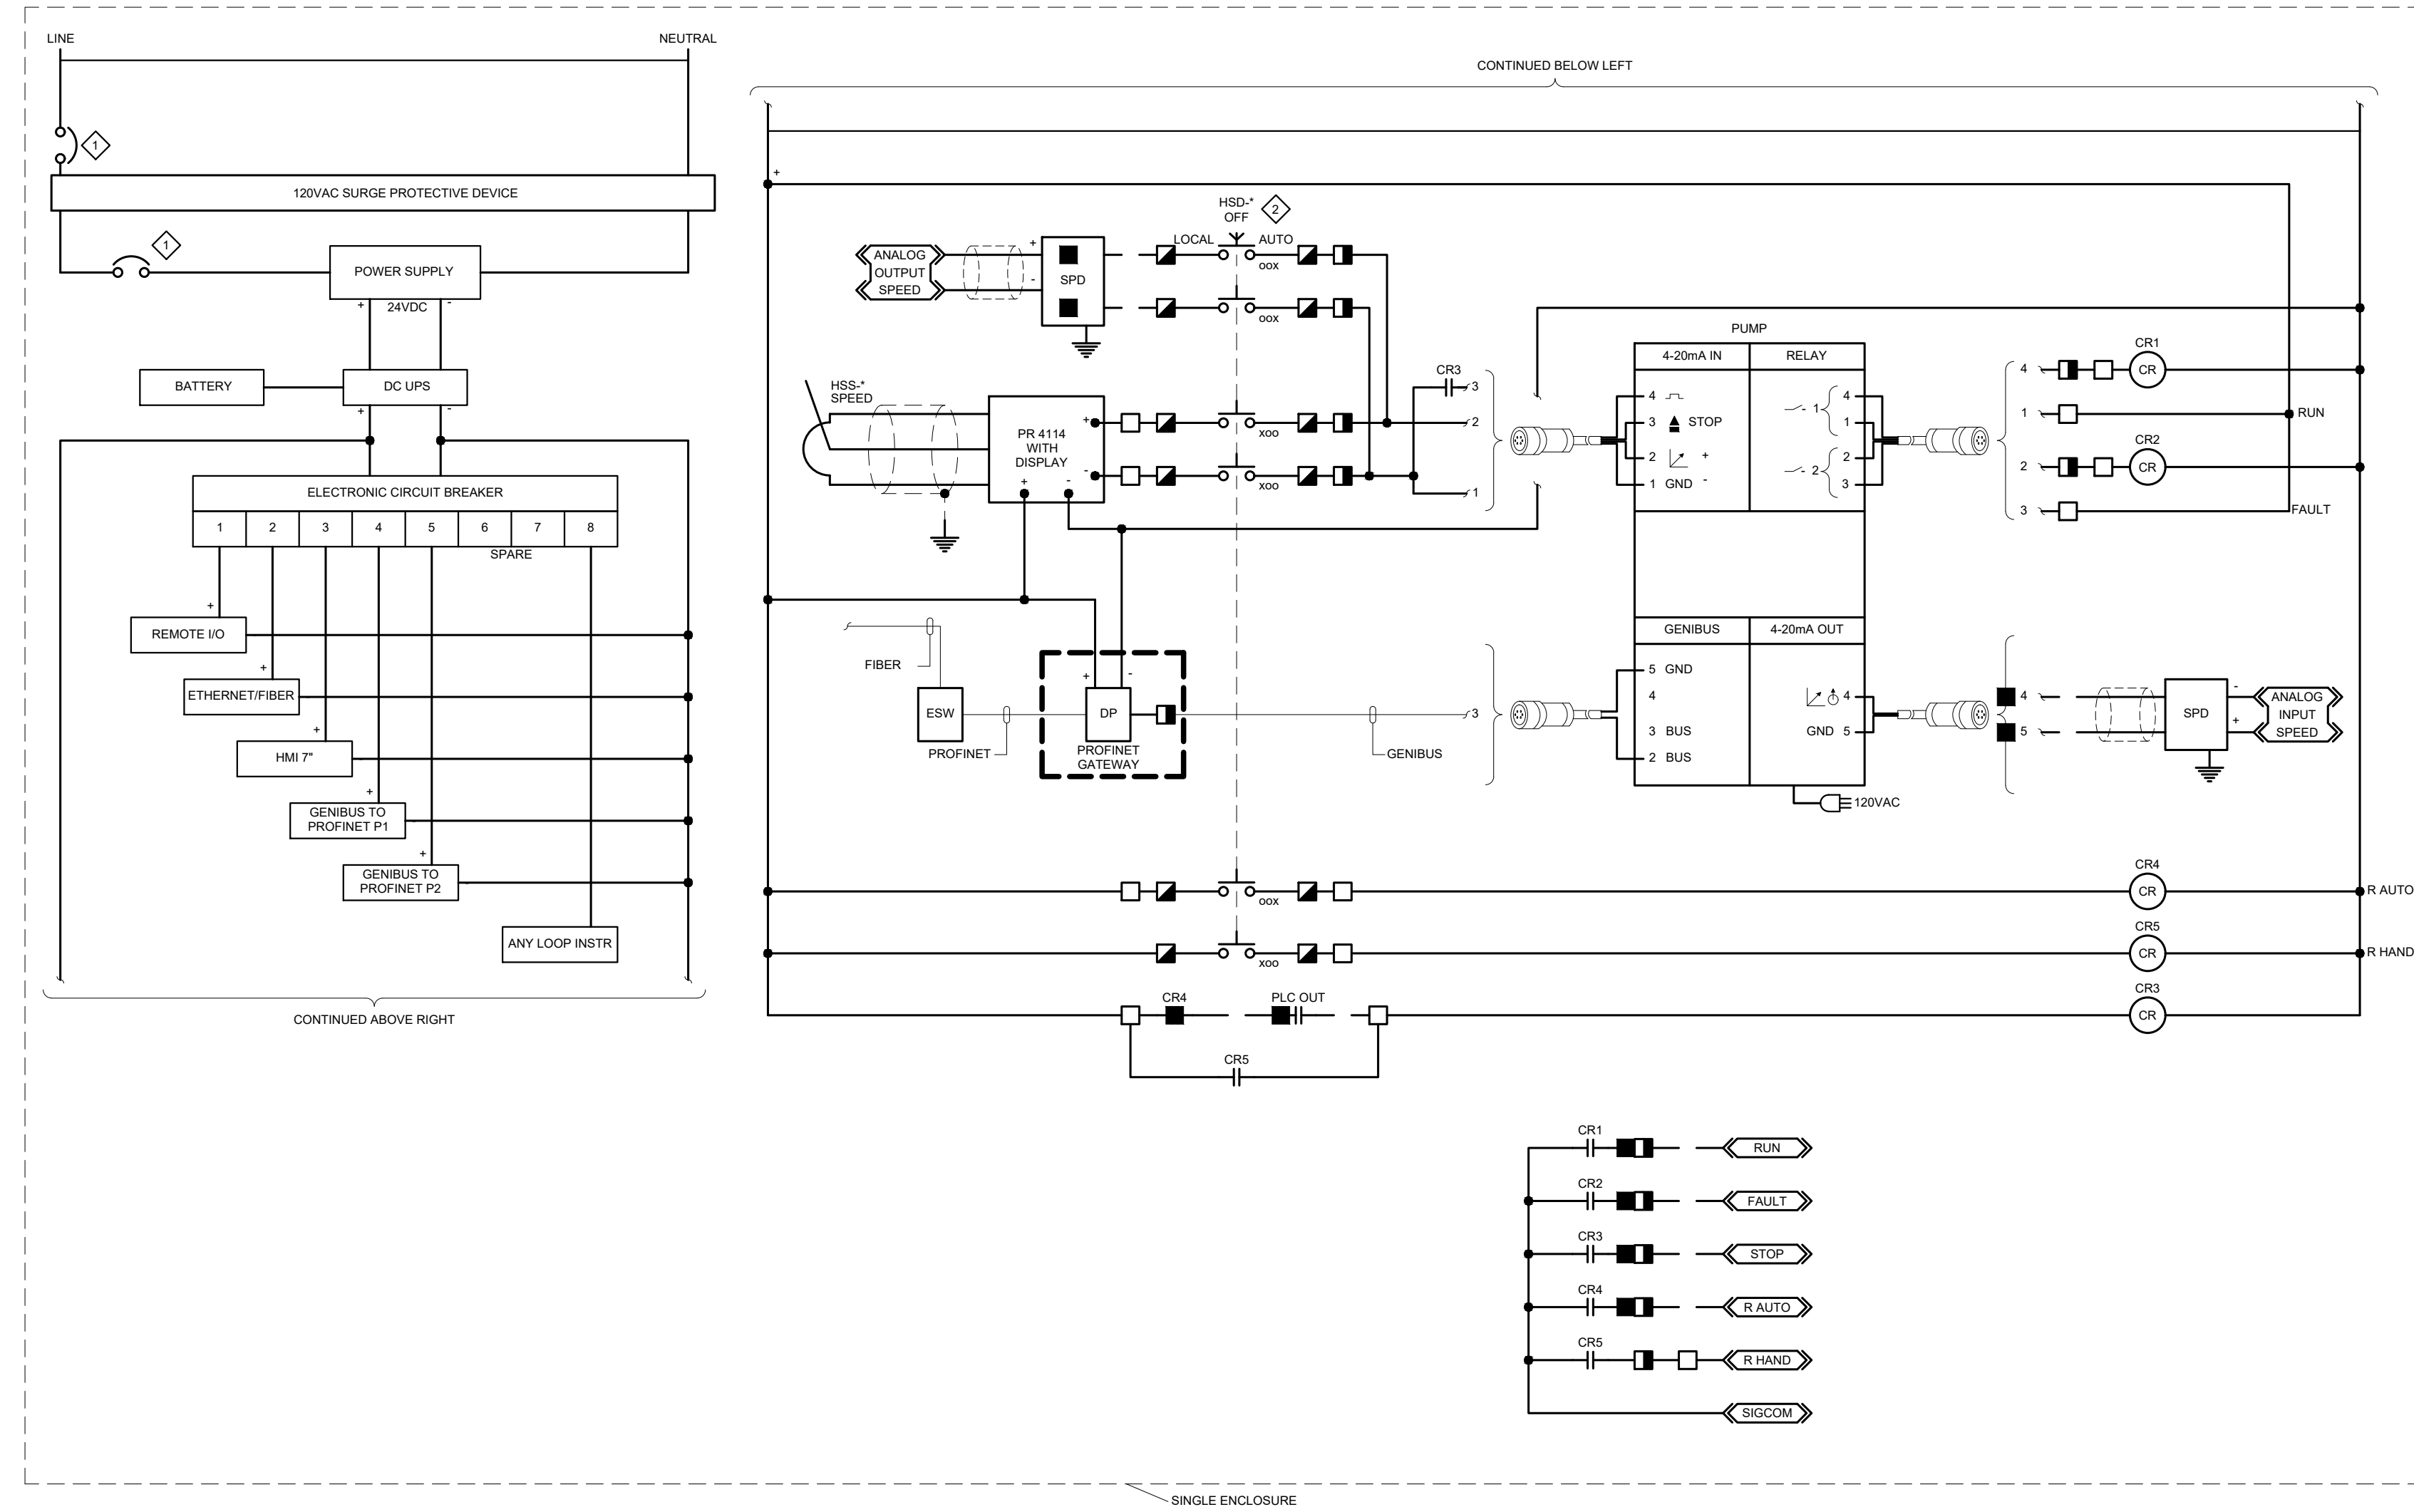 LINE
NEUTRAL
1
120VAC SURGE PROTECTIVE DEVICE
1
POWER SUPPLY
+ 24VDC -
BATTERY
DC UPS
+ -
ELECTRONIC CIRCUIT BREAKER
1 2 3 4 5 6 7 8
SPARE
+
REMOTE I/O
+
ETHERNET/FIBER
+
HMI 7"
+
GENIBUS TO
PROFINET P1
+
GENIBUS TO
PROFINET P2
ANY LOOP INSTR
CONTINUED ABOVE RIGHT
CONTINUED BELOW LEFT
+
HSD-*
OFF
2
LOCAL
AUTO
ANALOG
OUTPUT
SPEED
+
-
SPD
oox
oox
HSS-*
SPEED
PR 4114
WITH
DISPLAY
+
-
+ -
xoo
xoo
CR3
3
2
1
PUMP
4-20mA IN
RELAY
4
3 STOP
2 +
1 GND -
1
4
1
2
2
3
4
CR1
CR
1
RUN
CR2
2
CR
3
FAULT
FIBER
ESW
PROFINET
+ -
DP
PROFINET
GATEWAY
GENIBUS
3
GENIBUS
4-20mA OUT
5 GND
4
3 BUS
2 BUS
4
GND 5
120VAC
4
5
-
+
SPD
ANALOG
INPUT
SPEED
oox
CR4
CR
R AUTO
xoo
CR5
CR
R HAND
CR4
PLC OUT
CR3
CR
CR5
CR1
RUN
CR2
FAULT
CR3
STOP
CR4
R AUTO
CR5
R HAND
SIGCOM
SINGLE ENCLOSURE